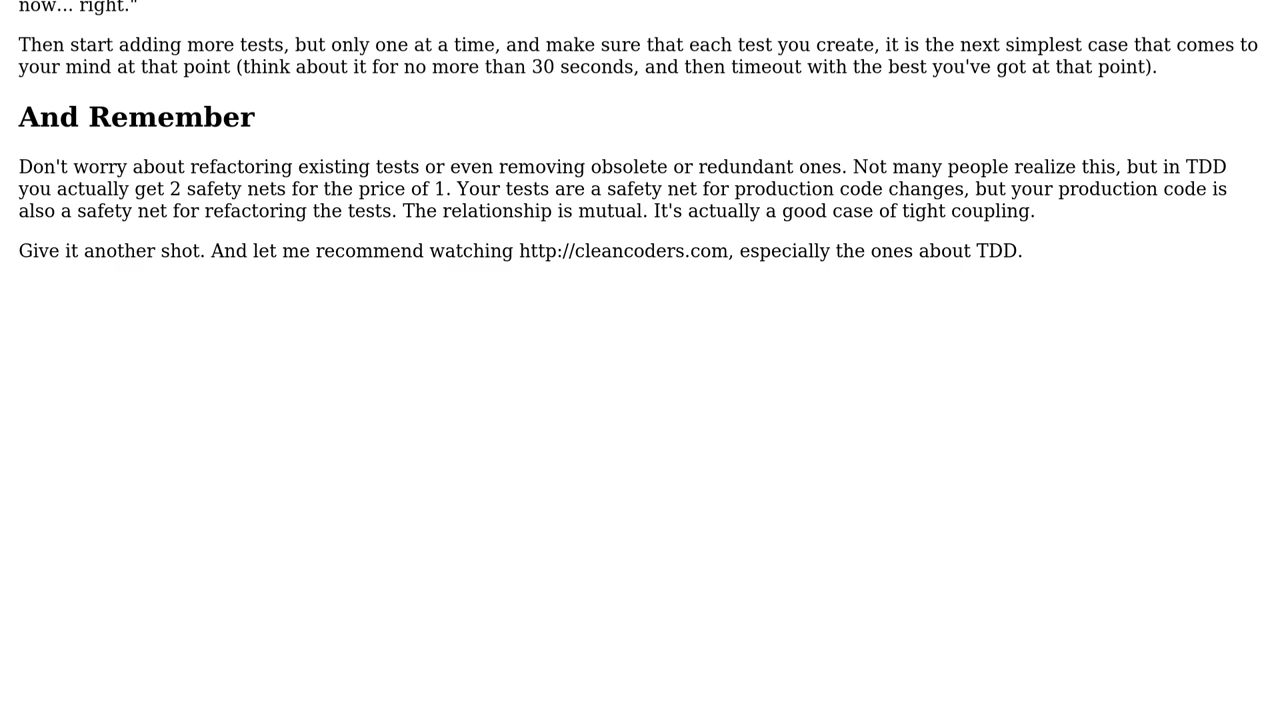 now... right."
Then start adding more tests, but only one at a time, and make sure that each test you create, it is the next simplest case that comes to
your mind at that point (think about it for no more than 30 seconds, and then timeout with the best you've got at that point).
And Remember
Don't worry about refactoring existing tests or even removing obsolete or redundant ones. Not many people realize this, but in TDD
you actually get 2 safety nets for the price of 1. Your tests are a safety net for production code changes, but your production code is
also a safety net for refactoring the tests. The relationship is mutual. It's actually a good case of tight coupling.
Give it another shot. And let me recommend watching http://cleancoders.com, especially the ones about TDD.